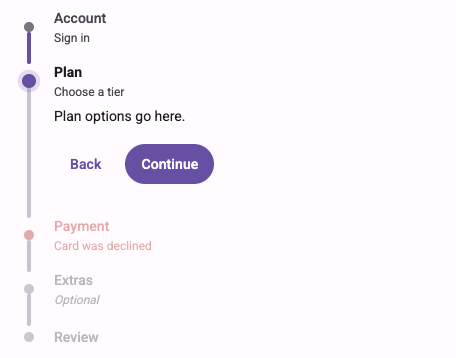 Account
Sign in
Plan
Choose a tier
Plan options go here.
Back Continue
Payment
Card was declined
Extras
Optional
Review